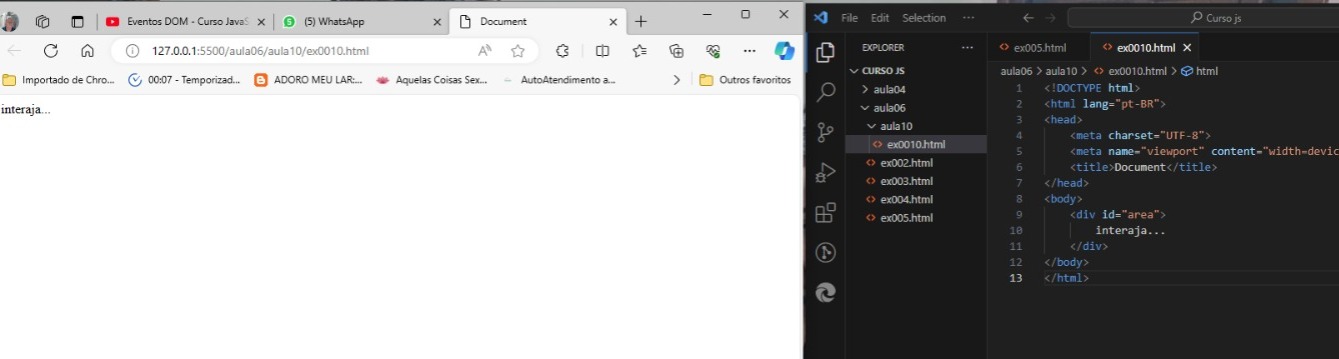 Eventos DOM - Curso JavaS
(5) WhatsApp
Document
127.0.0.1:5500/aula06/aula10/ex0010.html
Importado de Chro...
00:07 - Temporizad...
ADORO MEU LAR:...
Aquelas Coisas Sex...
AutoAtendimento a...
Outros favoritos
interaja...
File Edit Selection ...
Curso js
EXPLORER
CURSO JS
aula04
aula06
aula10
ex0010.html
ex002.html
ex003.html
ex004.html
ex005.html
ex005.html
ex0010.html
aula06 > aula10 > ex0010.html > html
1 <!DOCTYPE html>
2 <html lang="pt-BR">
3 <head>
4 <meta charset="UTF-8">
5 <meta name="viewport" content="width=devic
6 <title>Document</title>
7 </head>
8 <body>
9 <div id="area">
10 interaja...
11 </div>
12 </body>
13 </html>